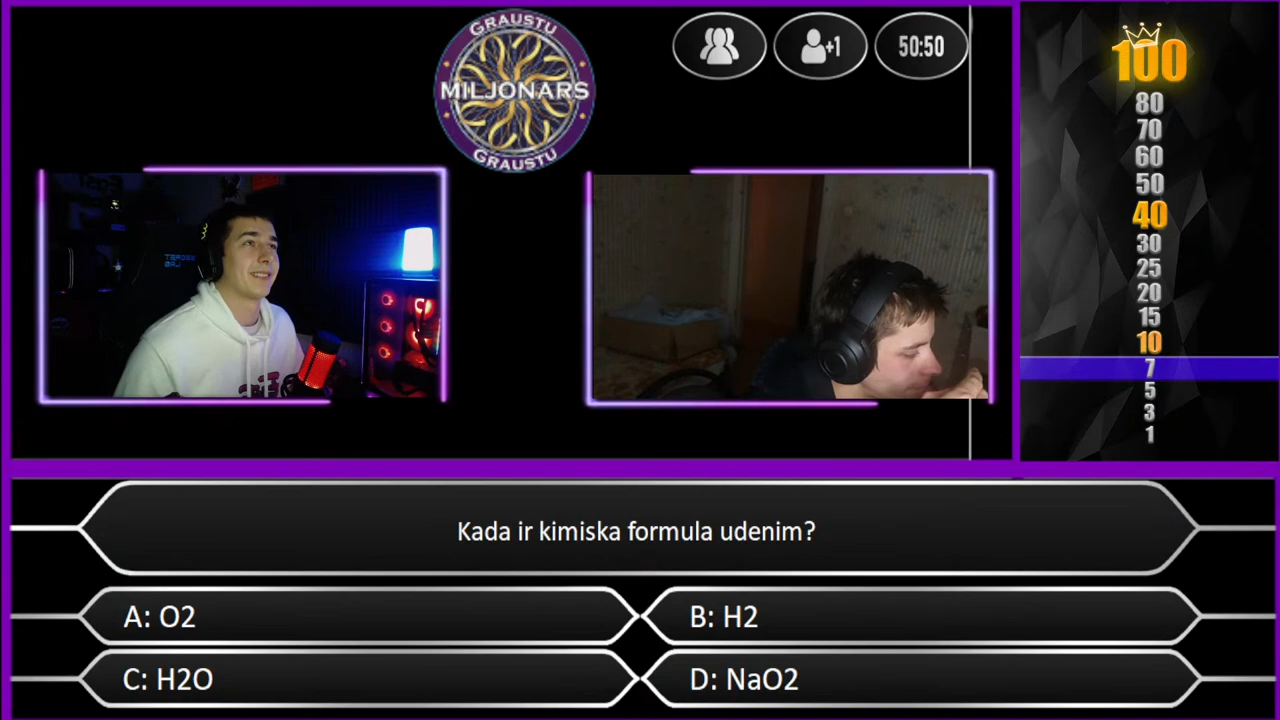 GRAUSTU
MILJONARS
GRAUSTU
+1
50:50
100
80
70
60
50
40
30
25
20
15
10
7
5
3
1
Kada ir kimiska formula udenim?
A: O2
B: H2
C: H2O
D: NaO2